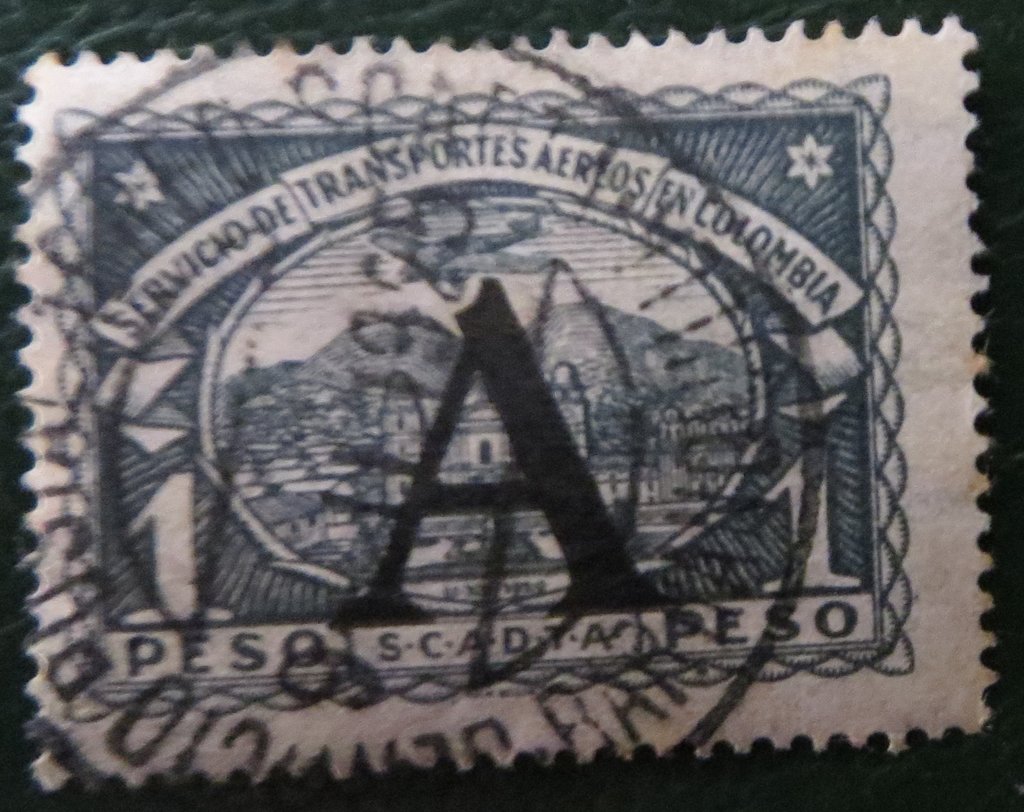 SERVICIO-DE TRANSPORTES AEREOS EN COLOMBIA
A
1 1
PESO S·C·A·D·T·A· PESO